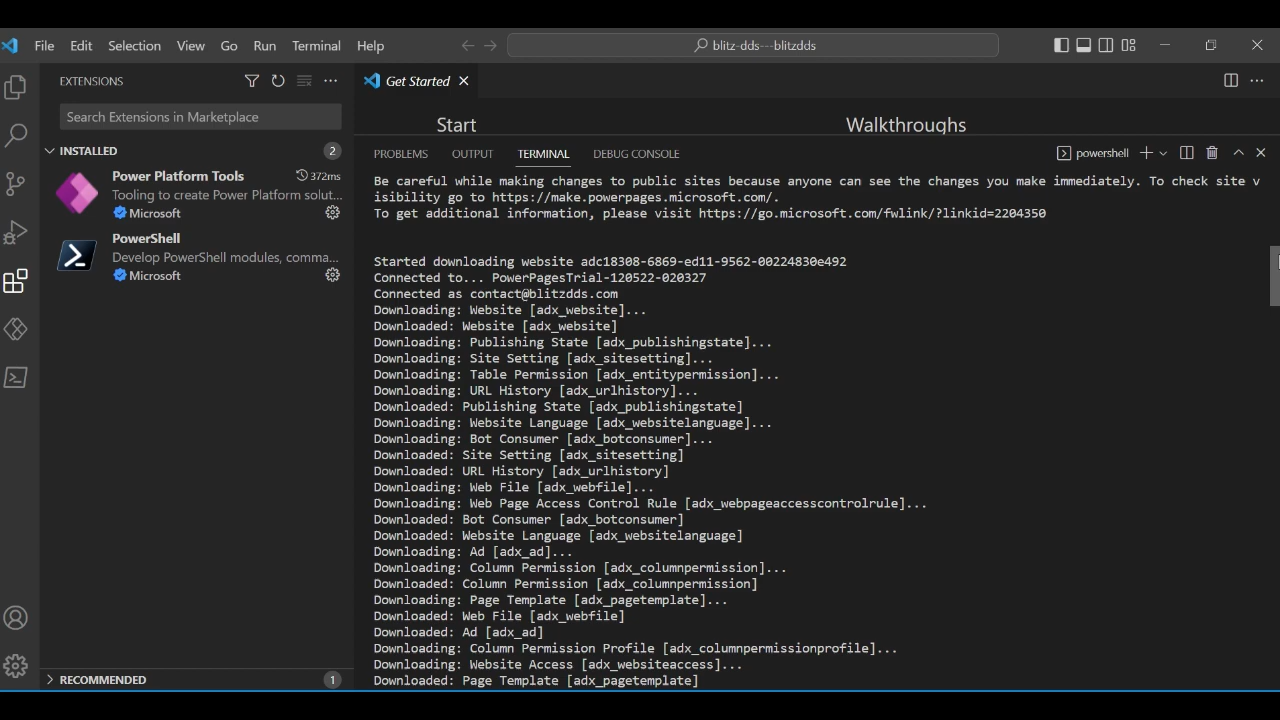 File Edit Selection View Go Run Terminal Help
blitz-dds---blitzdds
EXTENSIONS
Get Started
Search Extensions in Marketplace
Start
Walkthroughs
INSTALLED
2
Power Platform Tools
372ms
Tooling to create Power Platform solut...
Microsoft
PowerShell
Develop PowerShell modules, comma...
Microsoft
RECOMMENDED
1
PROBLEMS OUTPUT TERMINAL DEBUG CONSOLE
powershell
Be careful while making changes to public sites because anyone can see the changes you make immediately. To check site v
isibility go to https://make.powerpages.microsoft.com/.
To get additional information, please visit https://go.microsoft.com/fwlink/?linkid=2204350
Started downloading website adc18308-6869-ed11-9562-00224830e492
Connected to... PowerPagesTrial-120522-020327
Connected as contact@blitzdds.com
Downloading: Website [adx_website]...
Downloaded: Website [adx_website]
Downloading: Publishing State [adx_publishingstate]...
Downloading: Site Setting [adx_sitesetting]...
Downloading: Table Permission [adx_entitypermission]...
Downloading: URL History [adx_urlhistory]...
Downloaded: Publishing State [adx_publishingstate]
Downloading: Website Language [adx_websitelanguage]...
Downloading: Bot Consumer [adx_botconsumer]...
Downloaded: Site Setting [adx_sitesetting]
Downloaded: URL History [adx_urlhistory]
Downloading: Web File [adx_webfile]...
Downloading: Web Page Access Control Rule [adx_webpageaccesscontrolrule]...
Downloaded: Bot Consumer [adx_botconsumer]
Downloaded: Website Language [adx_websitelanguage]
Downloading: Ad [adx_ad]...
Downloading: Column Permission [adx_columnpermission]...
Downloaded: Column Permission [adx_columnpermission]
Downloading: Page Template [adx_pagetemplate]...
Downloaded: Web File [adx_webfile]
Downloaded: Ad [adx_ad]
Downloading: Column Permission Profile [adx_columnpermissionprofile]...
Downloading: Website Access [adx_websiteaccess]...
Downloaded: Page Template [adx_pagetemplate]